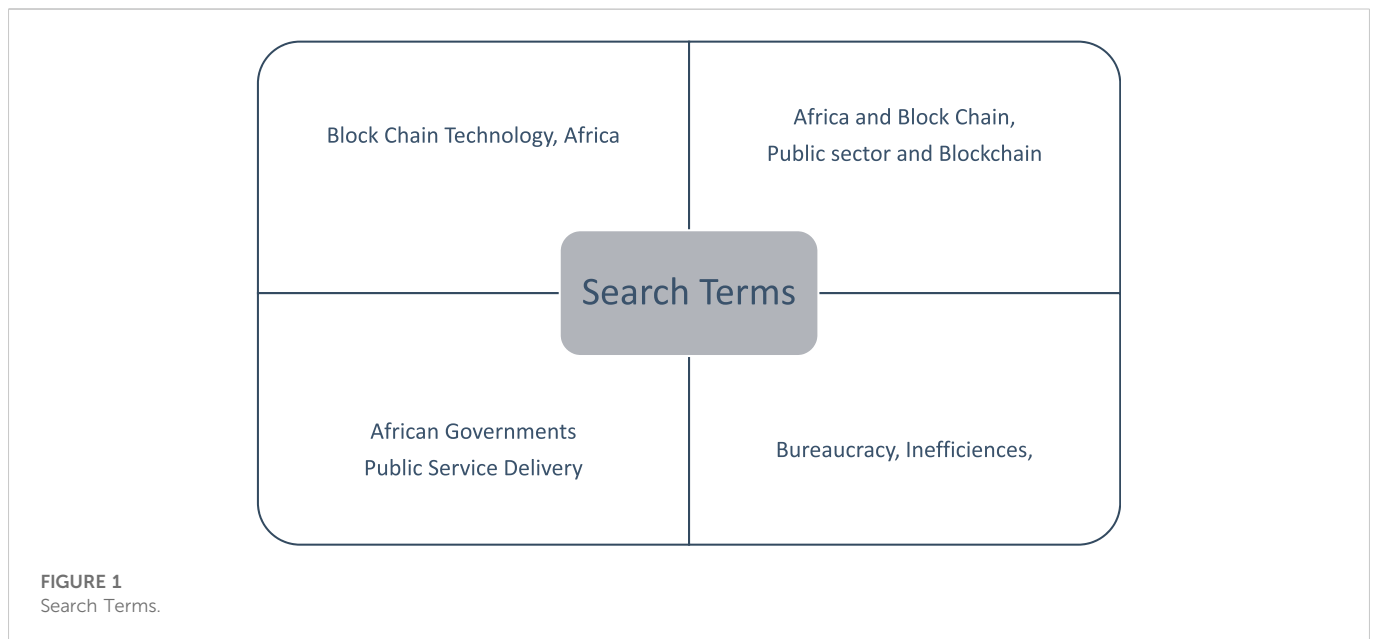 Block Chain Technology, Africa
Africa and Block Chain,
Public sector and Blockchain
Search Terms
African Governments
Public Service Delivery
Bureaucracy, Inefficiences,
FIGURE 1
Search Terms.